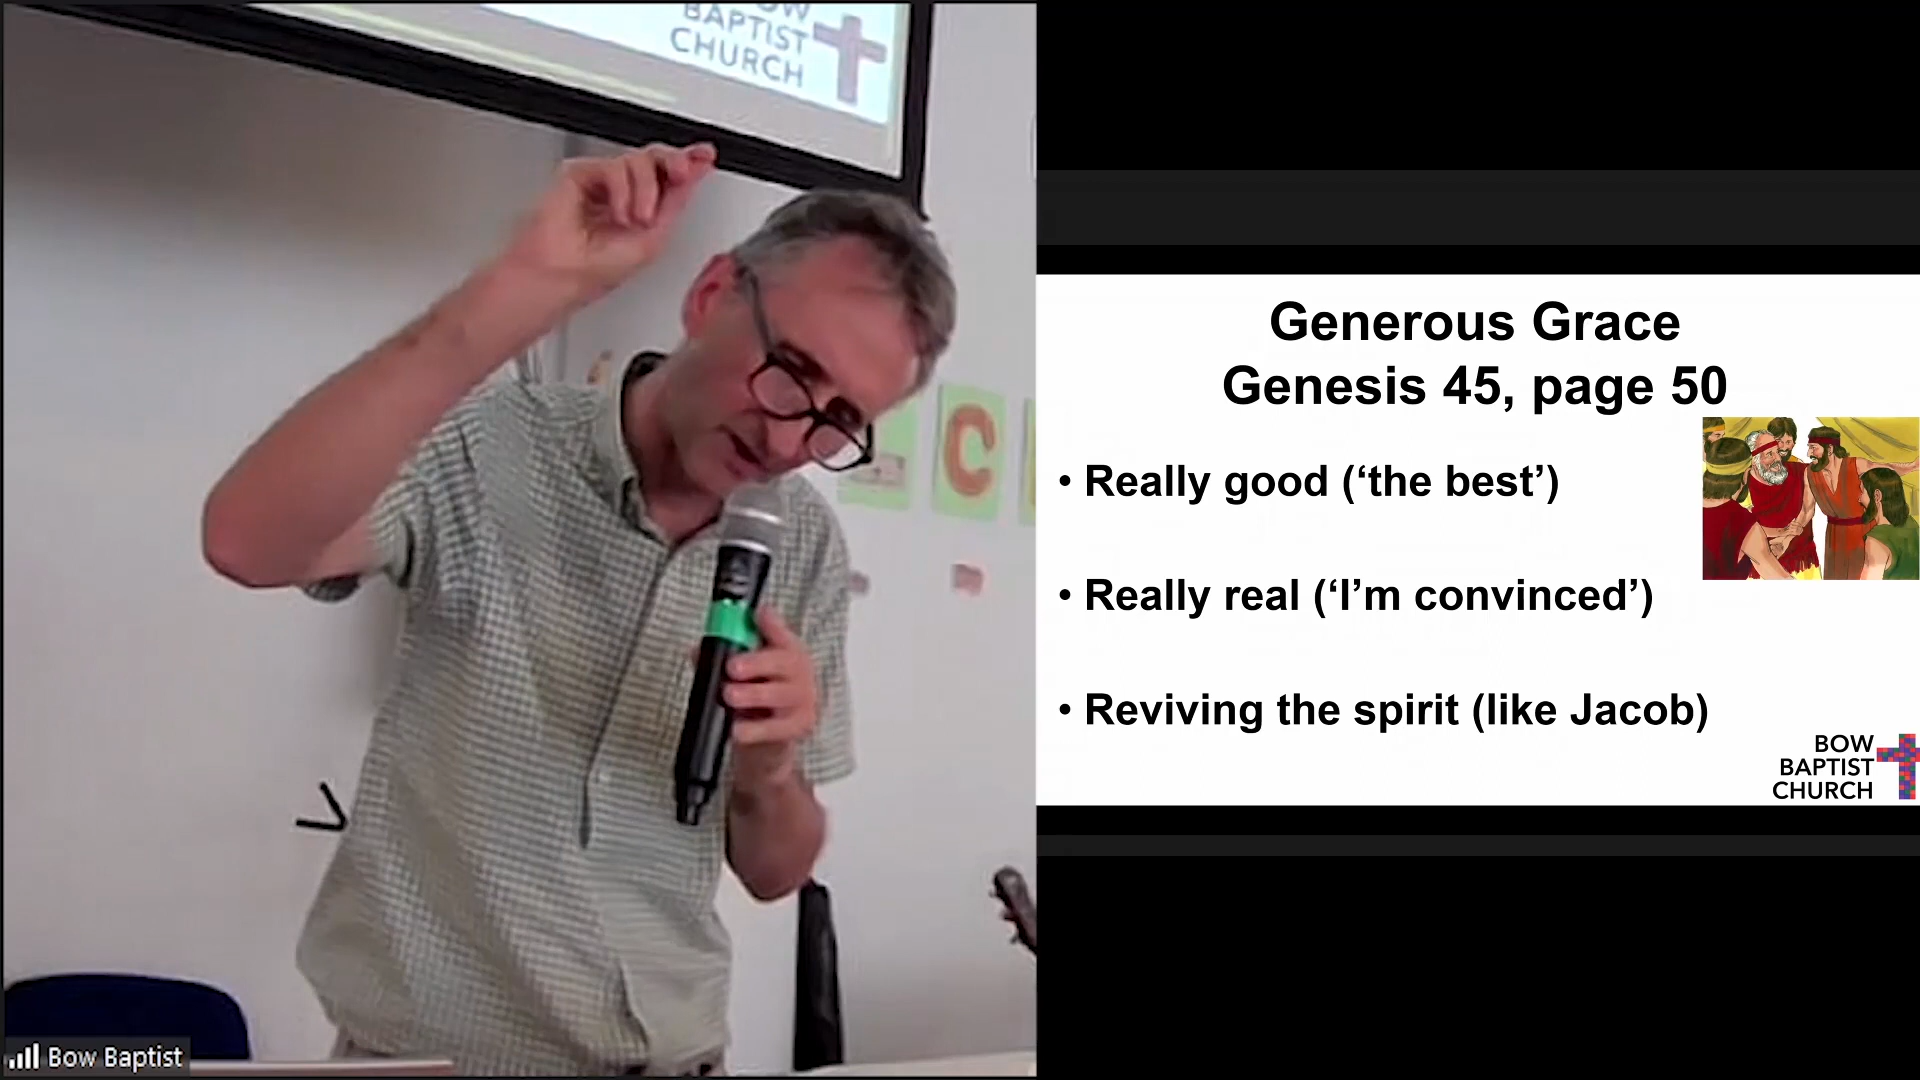 BOW
BAPTIST
CHURCH
C
Bow Baptist
Generous Grace
Genesis 45, page 50
• Really good (‘the best’)
• Really real (‘I’m convinced’)
• Reviving the spirit (like Jacob)
BOW
BAPTIST
CHURCH